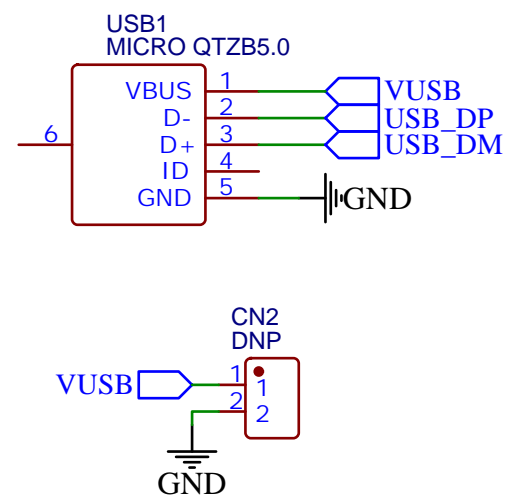 USB1
MICRO QTZB5.0
VBUS 1 VUSB
D- 2 USB_DP
6 D+ 3 USB_DM
ID 4
GND 5 GND
CN2
DNP
VUSB 1 1
2 2
GND